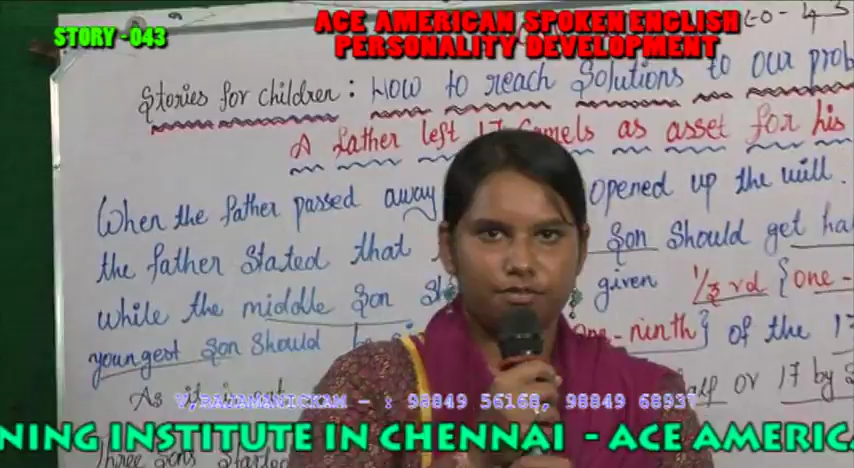 STORY -043
ACE AMERICAN SPOKEN ENGLISH
PERSONALITY DEVELOPMENT
Stories for children : How to reach Solutions to our prob
A father left 17 Camels as asset for his
When the father passed away opened up the will.
the father stated that Son Should get
while the middle Son given 1/3 rd {one-
youngest Son Should one-ninth} of the
As half or 17 by
: 98849 56168, 98849 68937
Three Sons Started
NING INSTITUTE in CHENNAI - ACE AMERICA